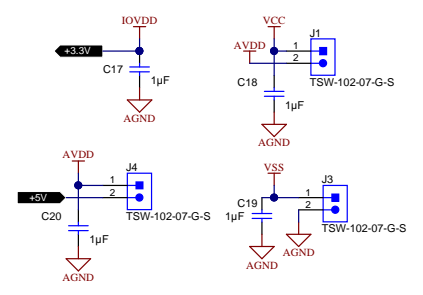 IOVDD
+3.3V
C17
1µF
AGND
VCC
J1
AVDD
1
2
C18
TSW-102-07-G-S
1µF
AGND
AVDD
J4
1
+5V
2
C20
TSW-102-07-G-S
1µF
AGND
VSS
J3
C19
1
1µF
2
TSW-102-07-G-S
AGND
AGND